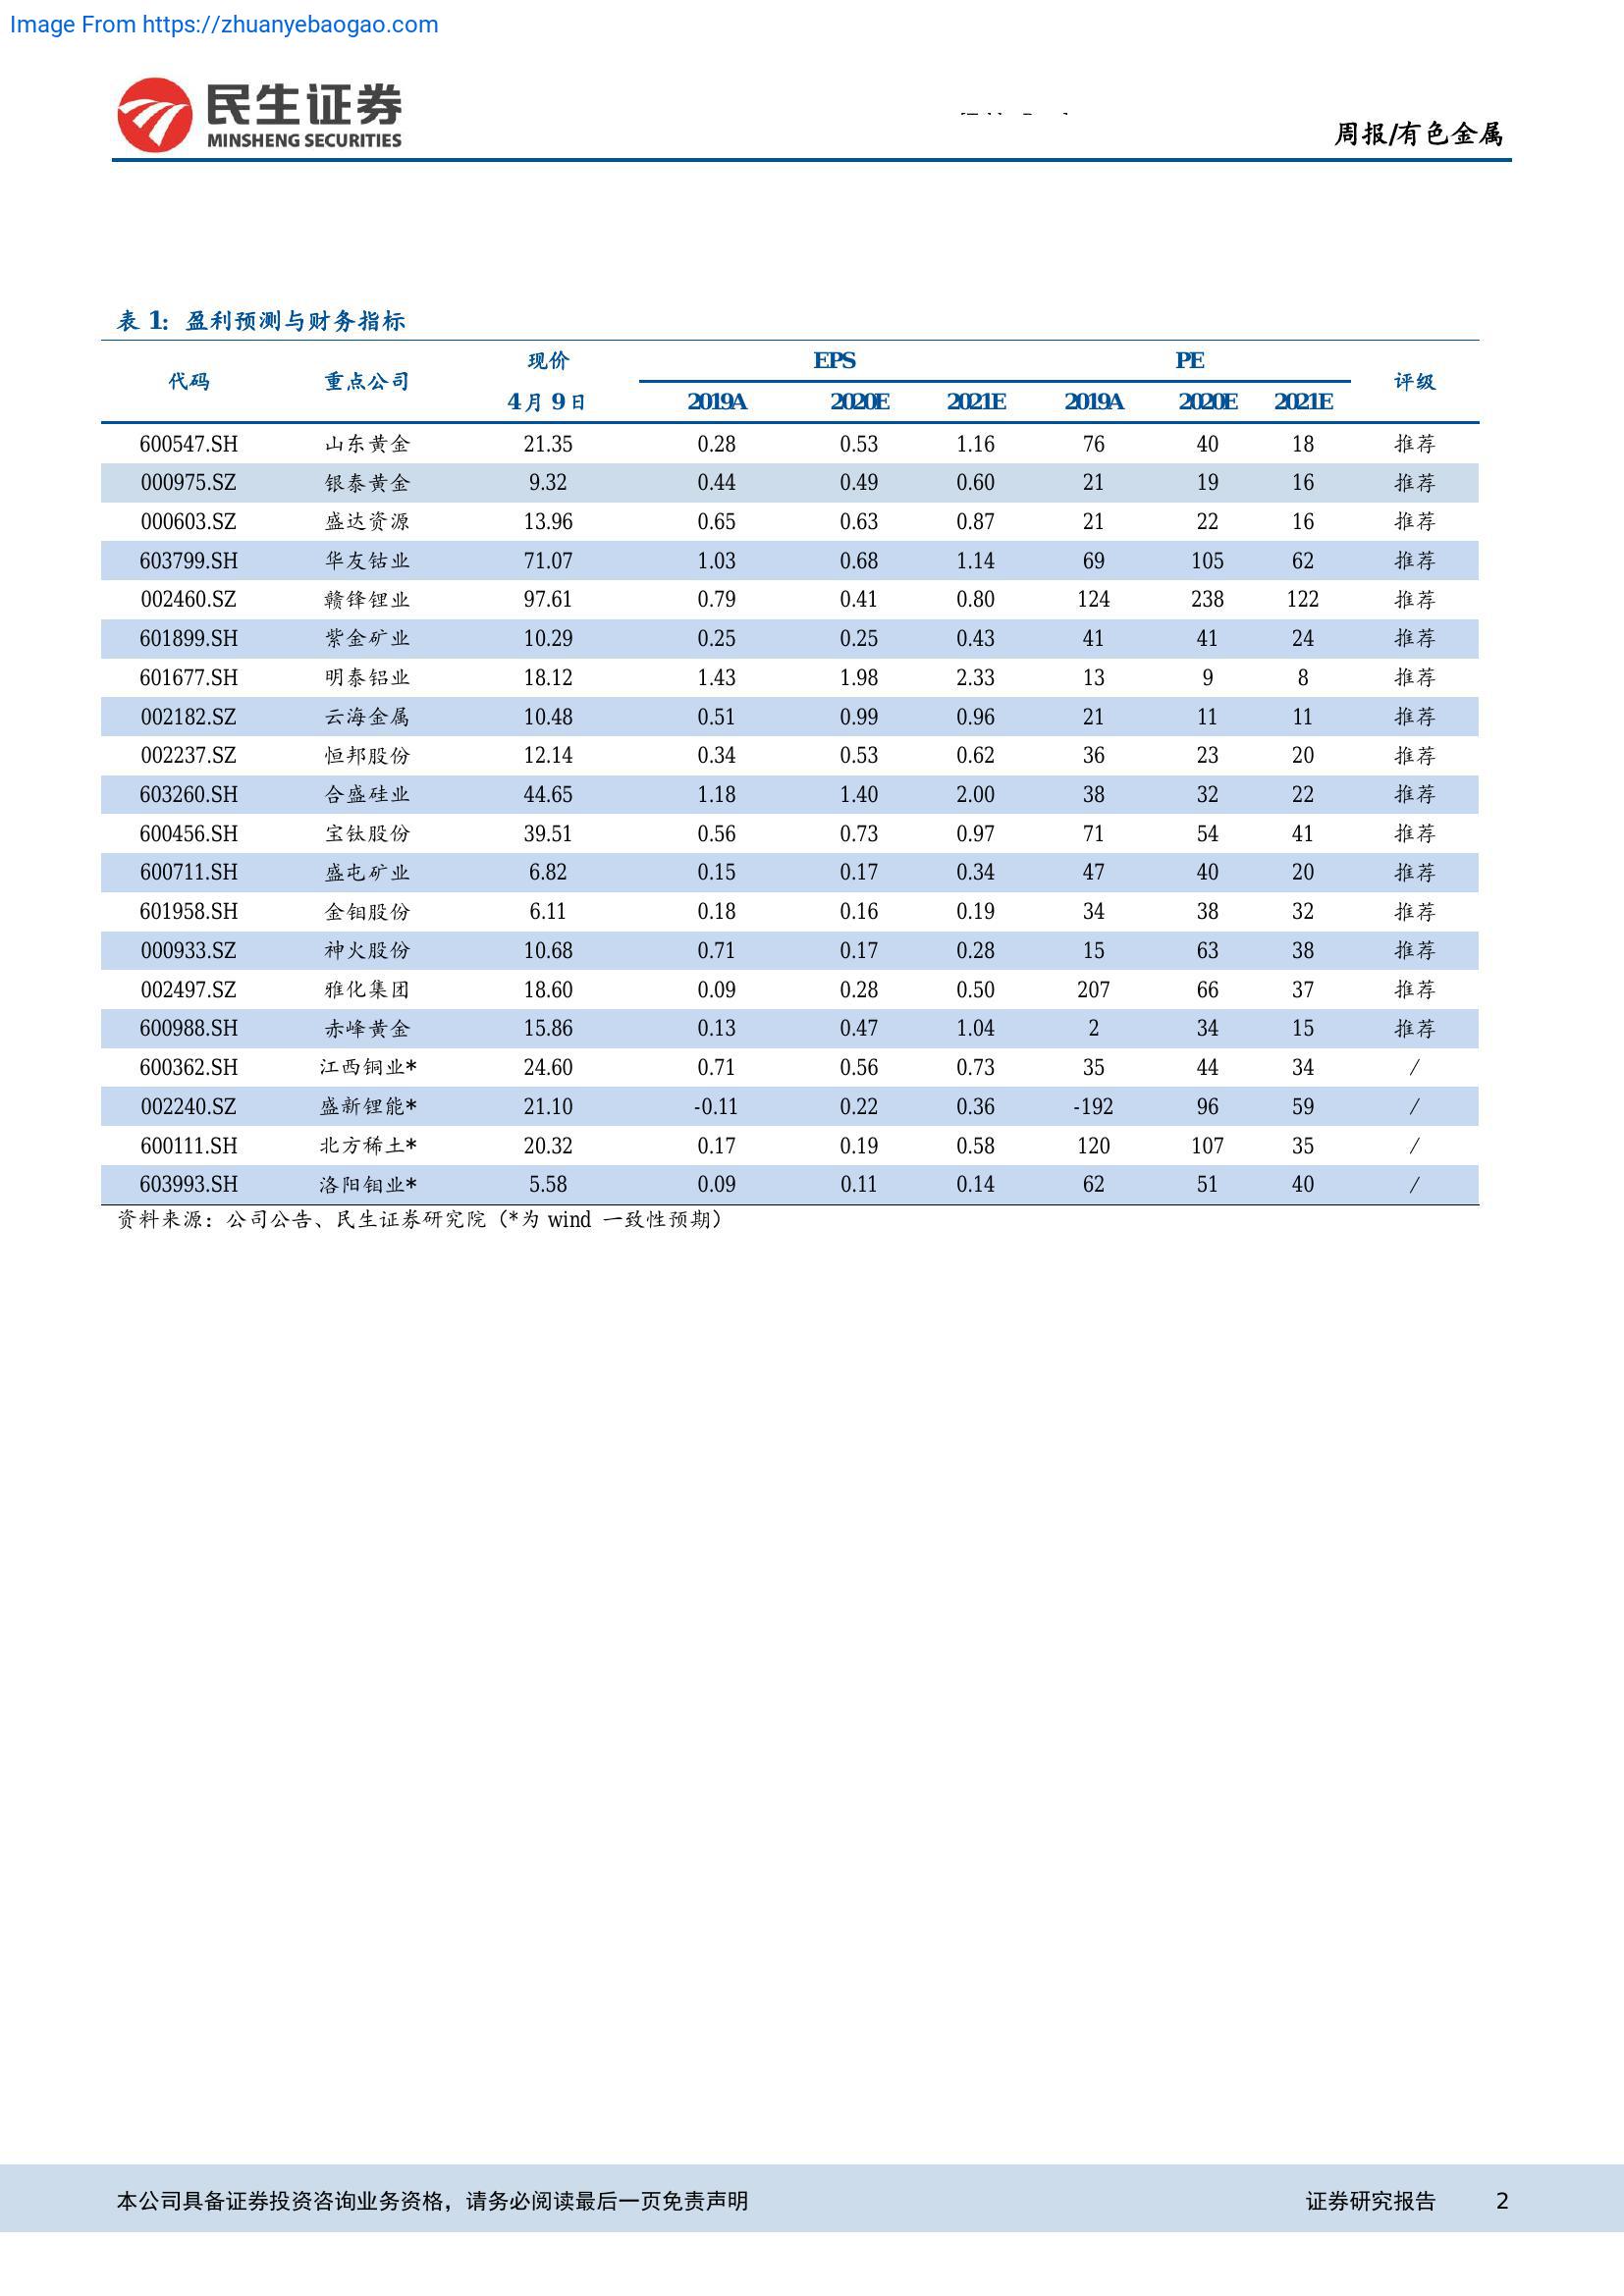 Image From https://zhuanyebaogao.com
民生证券
MINSHENG SECURITIES
周报/有色金属
表 1：盈利预测与财务指标
代码 重点公司 现价 EPS PE 评级
4 月 9 日 2019A 2020E 2021E 2019A 2020E 2021E
600547.SH 山东黄金 21.35 0.28 0.53 1.16 76 40 18 推荐
000975.SZ 银泰黄金 9.32 0.44 0.49 0.60 21 19 16 推荐
000603.SZ 盛达资源 13.96 0.65 0.63 0.87 21 22 16 推荐
603799.SH 华友钴业 71.07 1.03 0.68 1.14 69 105 62 推荐
002460.SZ 赣锋锂业 97.61 0.79 0.41 0.80 124 238 122 推荐
601899.SH 紫金矿业 10.29 0.25 0.25 0.43 41 41 24 推荐
601677.SH 明泰铝业 18.12 1.43 1.98 2.33 13 9 8 推荐
002182.SZ 云海金属 10.48 0.51 0.99 0.96 21 11 11 推荐
002237.SZ 恒邦股份 12.14 0.34 0.53 0.62 36 23 20 推荐
603260.SH 合盛硅业 44.65 1.18 1.40 2.00 38 32 22 推荐
600456.SH 宝钛股份 39.51 0.56 0.73 0.97 71 54 41 推荐
600711.SH 盛屯矿业 6.82 0.15 0.17 0.34 47 40 20 推荐
601958.SH 金钼股份 6.11 0.18 0.16 0.19 34 38 32 推荐
000933.SZ 神火股份 10.68 0.71 0.17 0.28 15 63 38 推荐
002497.SZ 雅化集团 18.60 0.09 0.28 0.50 207 66 37 推荐
600988.SH 赤峰黄金 15.86 0.13 0.47 1.04 2 34 15 推荐
600362.SH 江西铜业* 24.60 0.71 0.56 0.73 35 44 34 /
002240.SZ 盛新锂能* 21.10 -0.11 0.22 0.36 -192 96 59 /
600111.SH 北方稀土* 20.32 0.17 0.19 0.58 120 107 35 /
603993.SH 洛阳钼业* 5.58 0.09 0.11 0.14 62 51 40 /
资料来源：公司公告、民生证券研究院（*为 wind 一致性预期）
本公司具备证券投资咨询业务资格，请务必阅读最后一页免责声明 证券研究报告 2